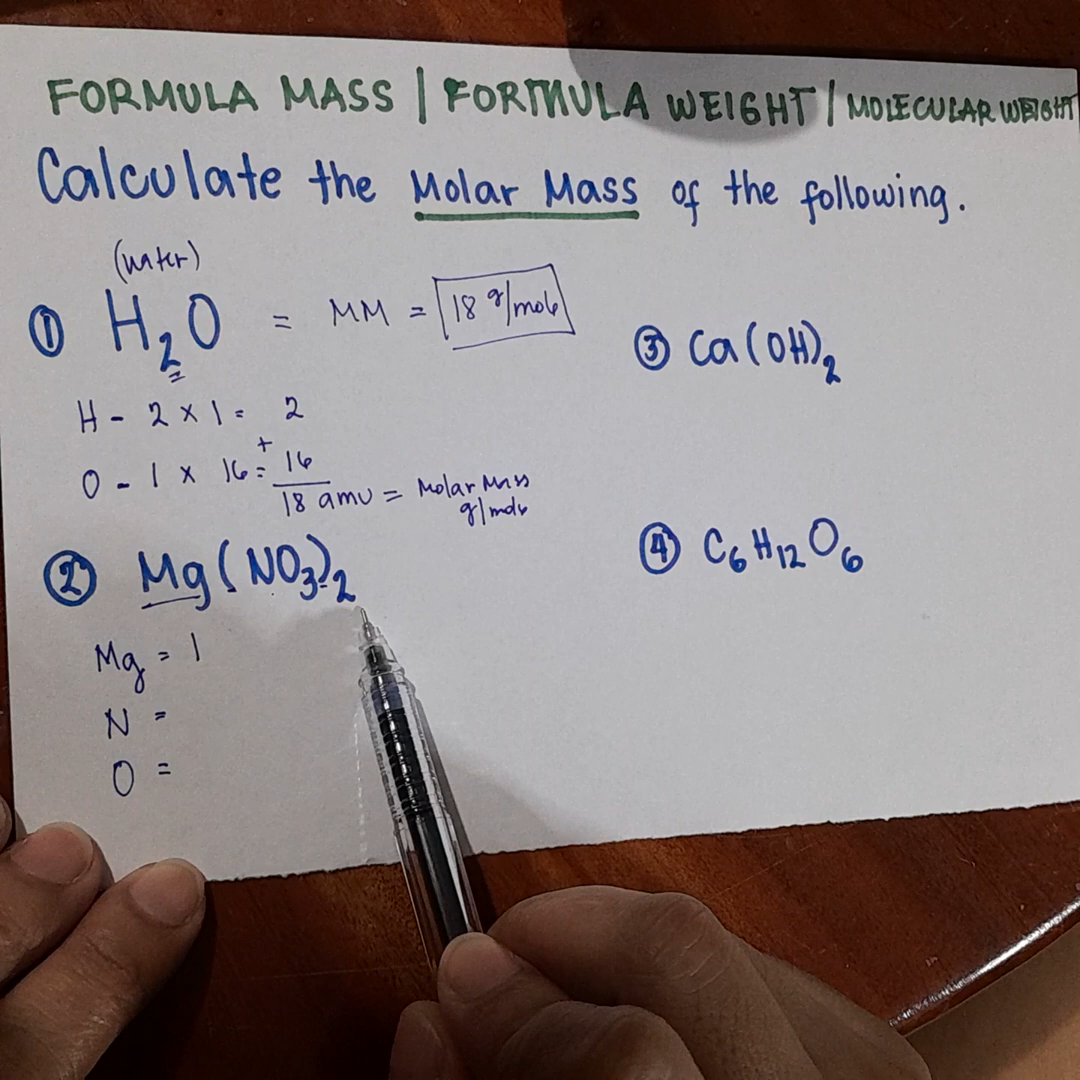 FORMULA MASS | FORMULA WEIGHT | MOLECULAR WEIGHT
Calculate the Molar Mass of the following.
(water)
① H₂O = MM = 18 g/mole
H - 2 x 1 = 2
O - 1 x 16 = + 16
18 amu = Molar Mass
g/mole
② Mg(NO₃)₂
Mg = 1
N =
O =
③ Ca(OH)₂
④ C₆H₁₂O₆